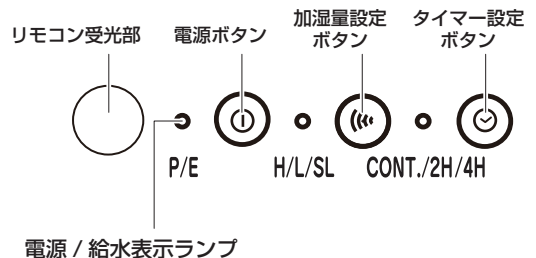 リモコン受光部
電源ボタン
加湿量設定
ボタン
タイマー設定
ボタン
P/E
H/L/SL
CONT./2H/4H
電源 / 給水表示ランプ